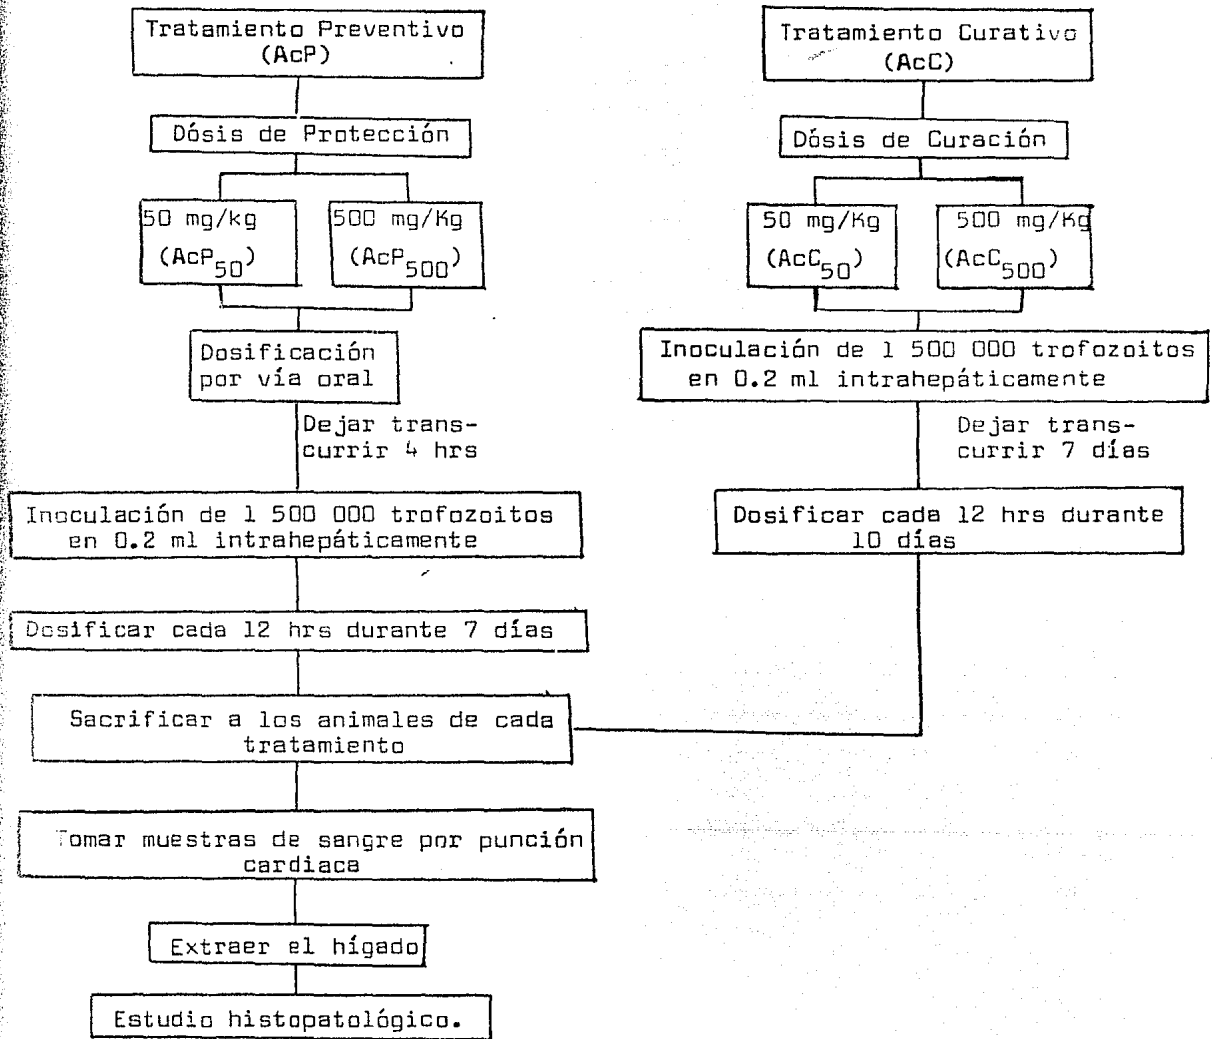 Tratamiento Preventivo
(AcP)
Dósis de Protección
50 mg/kg
(AcP50)
500 mg/Kg
(AcP500)
Dosificación
por vía oral
Dejar trans-
currir 4 hrs
Inoculación de 1 500 000 trofozoitos
en 0.2 ml intrahepáticamente
Dosificar cada 12 hrs durante 7 días
Tratamiento Curativo
(AcC)
Dósis de Curación
50 mg/Kg
(AcC50)
500 mg/Kg
(AcC500)
Inoculación de 1 500 000 trofozoitos
en 0.2 ml intrahepáticamente
Dejar trans-
currir 7 días
Dosificar cada 12 hrs durante
10 días
Sacrificar a los animales de cada
tratamiento
Tomar muestras de sangre por punción
cardiaca
Extraer el hígado
Estudio histopatológico.